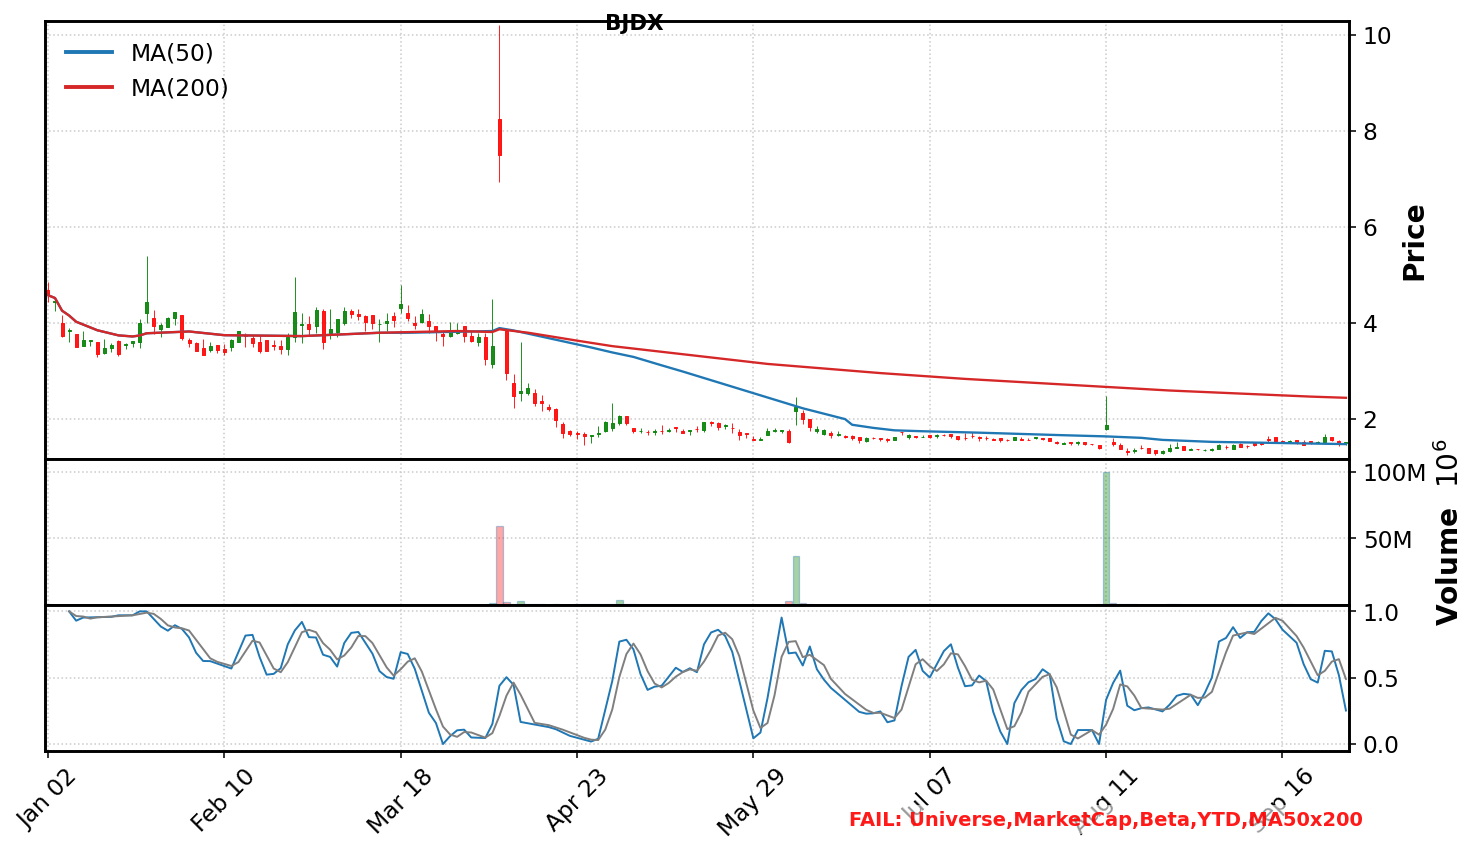 BJDX
MA(50)
MA(200)
10
8
6
4
2
Price
100M
50M
Volume 10^6
1.0
0.5
0.0
Jan 02
Feb 10
Mar 18
Apr 23
May 29
Jul 07
Aug 11
Sep 16
FAIL: Universe,MarketCap,Beta,YTD,MA50x200